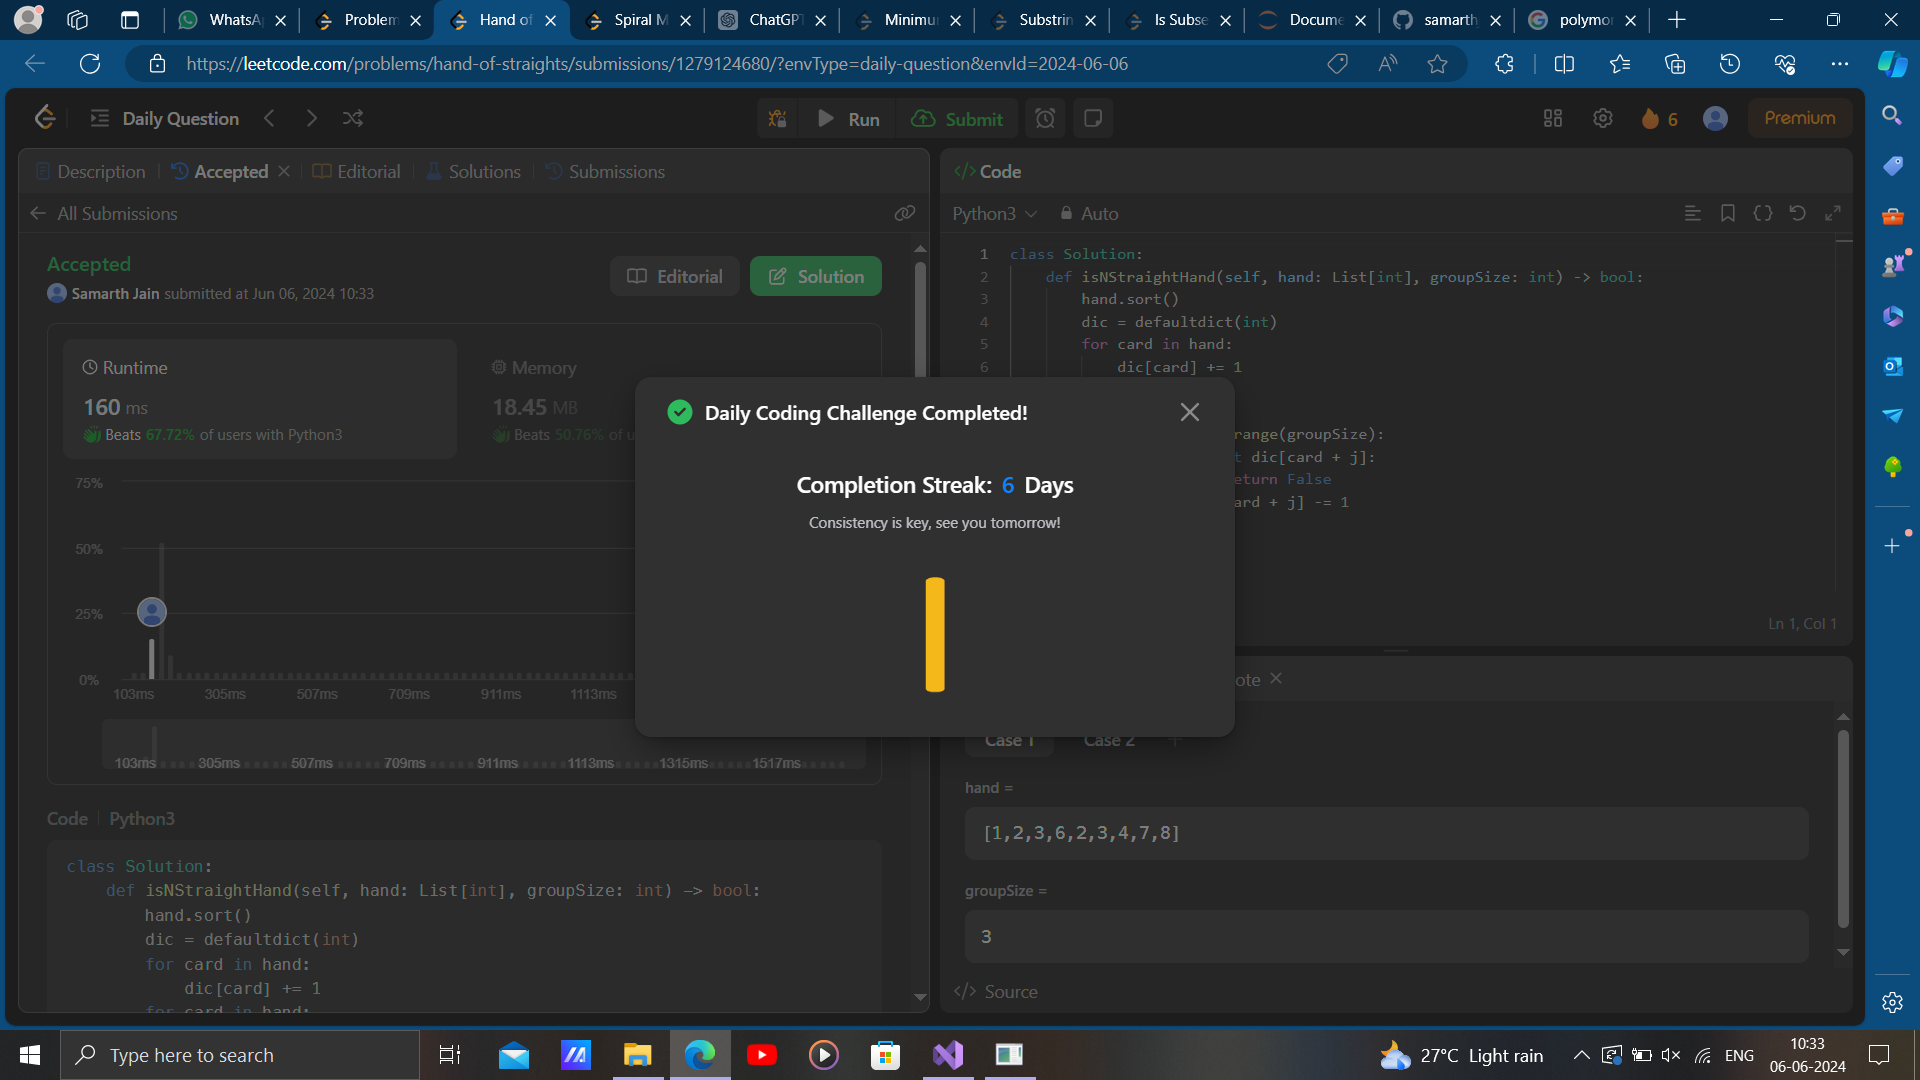 WhatsA
Problem
Hand of
Spiral M
ChatGPT
Minimu
Substrin
Is Subse
Docume
samarth
polymor
https://leetcode.com/problems/hand-of-straights/submissions/1279124680/?envType=daily-question&envId=2024-06-06
Daily Question
Run
Submit
6
Premium
Description
Accepted
Editorial
Solutions
Submissions
All Submissions
Accepted
Samarth Jain submitted at Jun 06, 2024 10:33
Editorial
Solution
Runtime
160 ms
Beats 67.72% of users with Python3
Memory
18.45 MB
Beats 50.76% of u
75%
50%
25%
0%
103ms 305ms 507ms 709ms 911ms 1113ms
103ms 305ms 507ms 709ms 911ms 1113ms 1315ms 1517ms
Code | Python3
class Solution:
def isNStraightHand(self, hand: List[int], groupSize: int) -> bool:
hand.sort()
dic = defaultdict(int)
for card in hand:
dic[card] += 1
for card in hand:
Daily Coding Challenge Completed!
Completion Streak: 6 Days
Consistency is key, see you tomorrow!
</> Code
Python3
Auto
1 class Solution:
2 def isNStraightHand(self, hand: List[int], groupSize: int) -> bool:
3 hand.sort()
4 dic = defaultdict(int)
5 for card in hand:
6 dic[card] += 1
range(groupSize):
t dic[card + j]:
eturn False
ard + j] -= 1
Ln 1, Col 1
ote
Case 1
Case 2
hand =
[1,2,3,6,2,3,4,7,8]
groupSize =
3
</> Source
Type here to search
27°C Light rain
ENG
10:33
06-06-2024